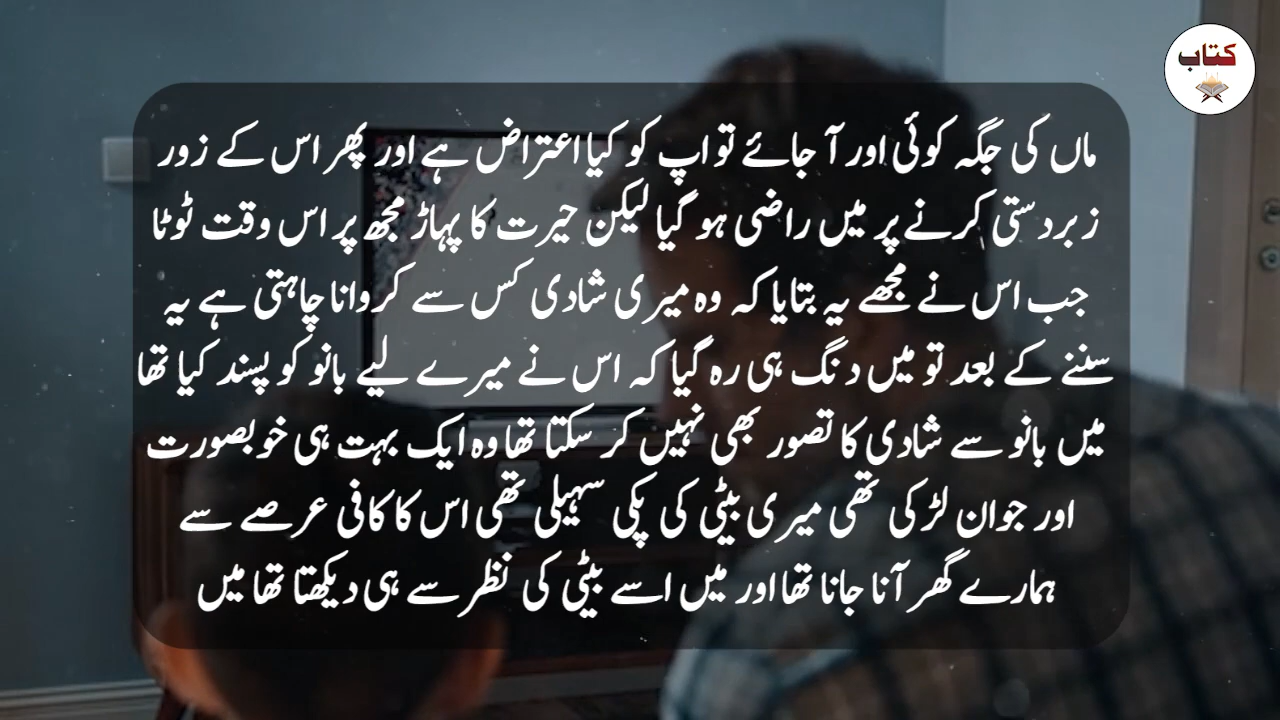 کتاب
ماں کی جگہ کوئی اور آ جائے تو اپ کو کیا اعتراض ہے اور پھر اس کے زور
زبردستی کرنے پر میں راضی ہو گیا لیکن حیرت کا پہاڑ مجھ پر اس وقت ٹوٹا
جب اس نے مجھے یہ بتایا کہ وہ میری شادی کس سے کروانا چاہتی ہے یہ
سننے کے بعد تو میں دنگ ہی رہ گیا کہ اس نے میرے لیے بانو کو پسند کیا تھا
میں بانو سے شادی کا تصور بھی نہیں کر سکتا تھا وہ ایک بہت ہی خوبصورت
اور جوان لڑکی تھی میری بیٹی کی پکی سہیلی تھی اس کا کافی عرصے سے
ہمارے گھر آنا جانا تھا اور میں اسے بیٹی کی نظر سے ہی دیکھتا تھا میں